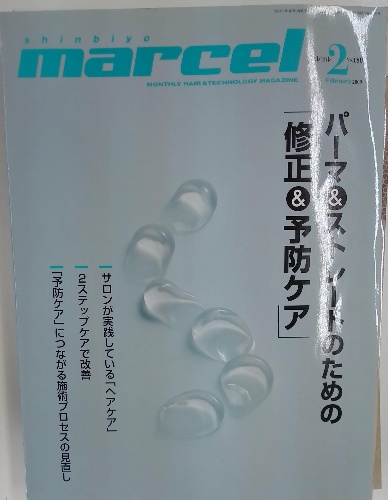 shinbiyo
marcel
MONTHLY HAIR & TECHNOLOGY MAGAZINE
2
February 2009
パーマ&ストレートのための
「修正&予防ケア」
サロンが実践している「ヘアケア」
2ステップケアで改善
「予防ケア」につながる施術プロセスの見直し